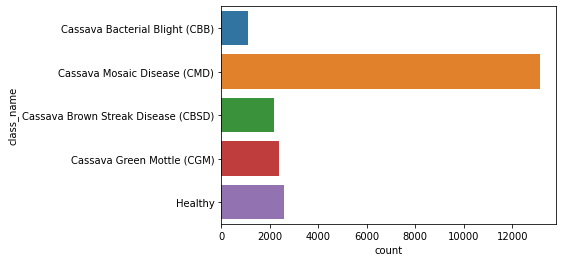 class_name
Cassava Bacterial Blight (CBB)
Cassava Mosaic Disease (CMD)
Cassava Brown Streak Disease (CBSD)
Cassava Green Mottle (CGM)
Healthy
0 2000 4000 6000 8000 10000 12000
count